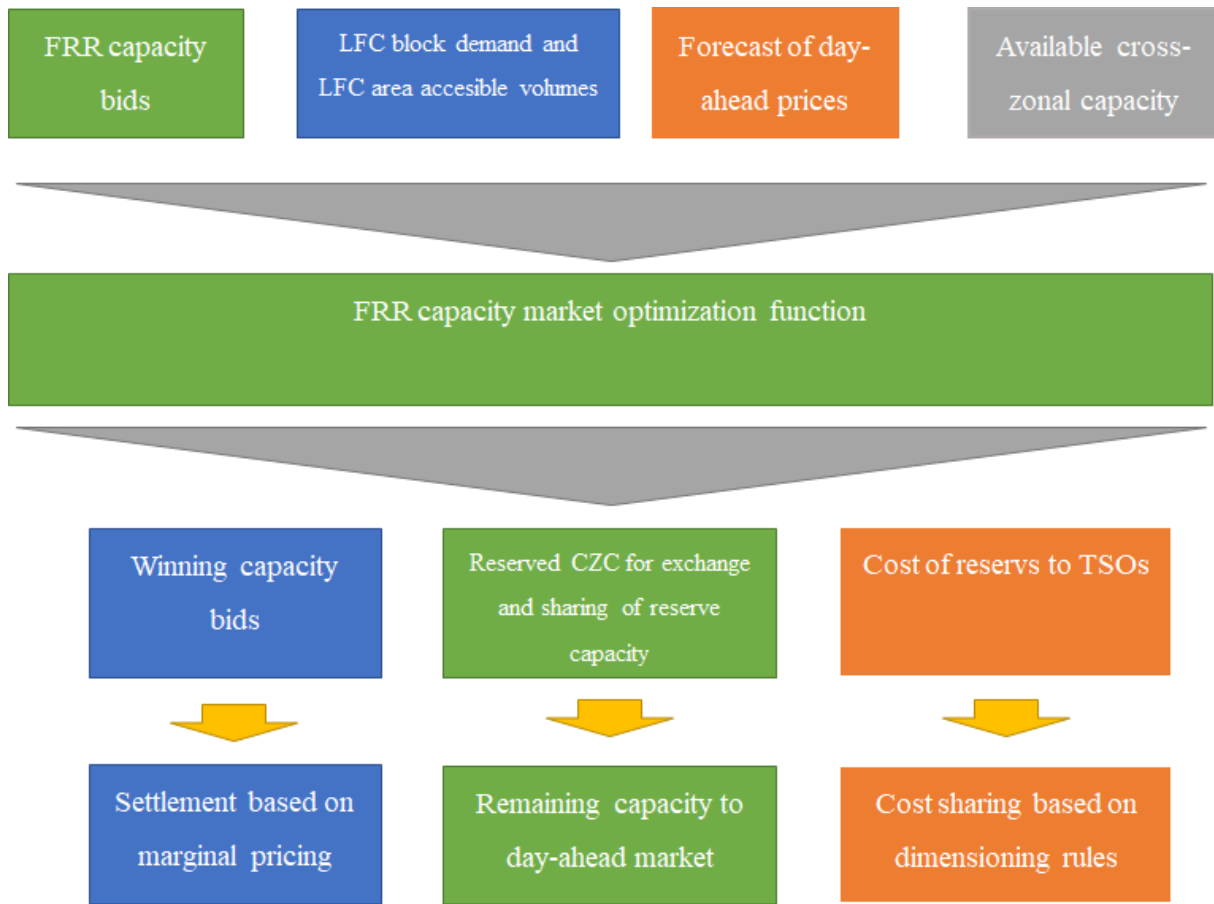 FRR capacity
bids
LFC block demand and
LFC area accesible volumes
Forecast of day-
ahead prices
Available cross-
zonal capacity
FRR capacity market optimization function
Winning capacity
bids
Reserved CZC for exchange
and sharing of reserve
capacity
Cost of reservs to TSOs
Settlement based on
marginal pricing
Remaining capacity to
day-ahead market
Cost sharing based on
dimensioning rules